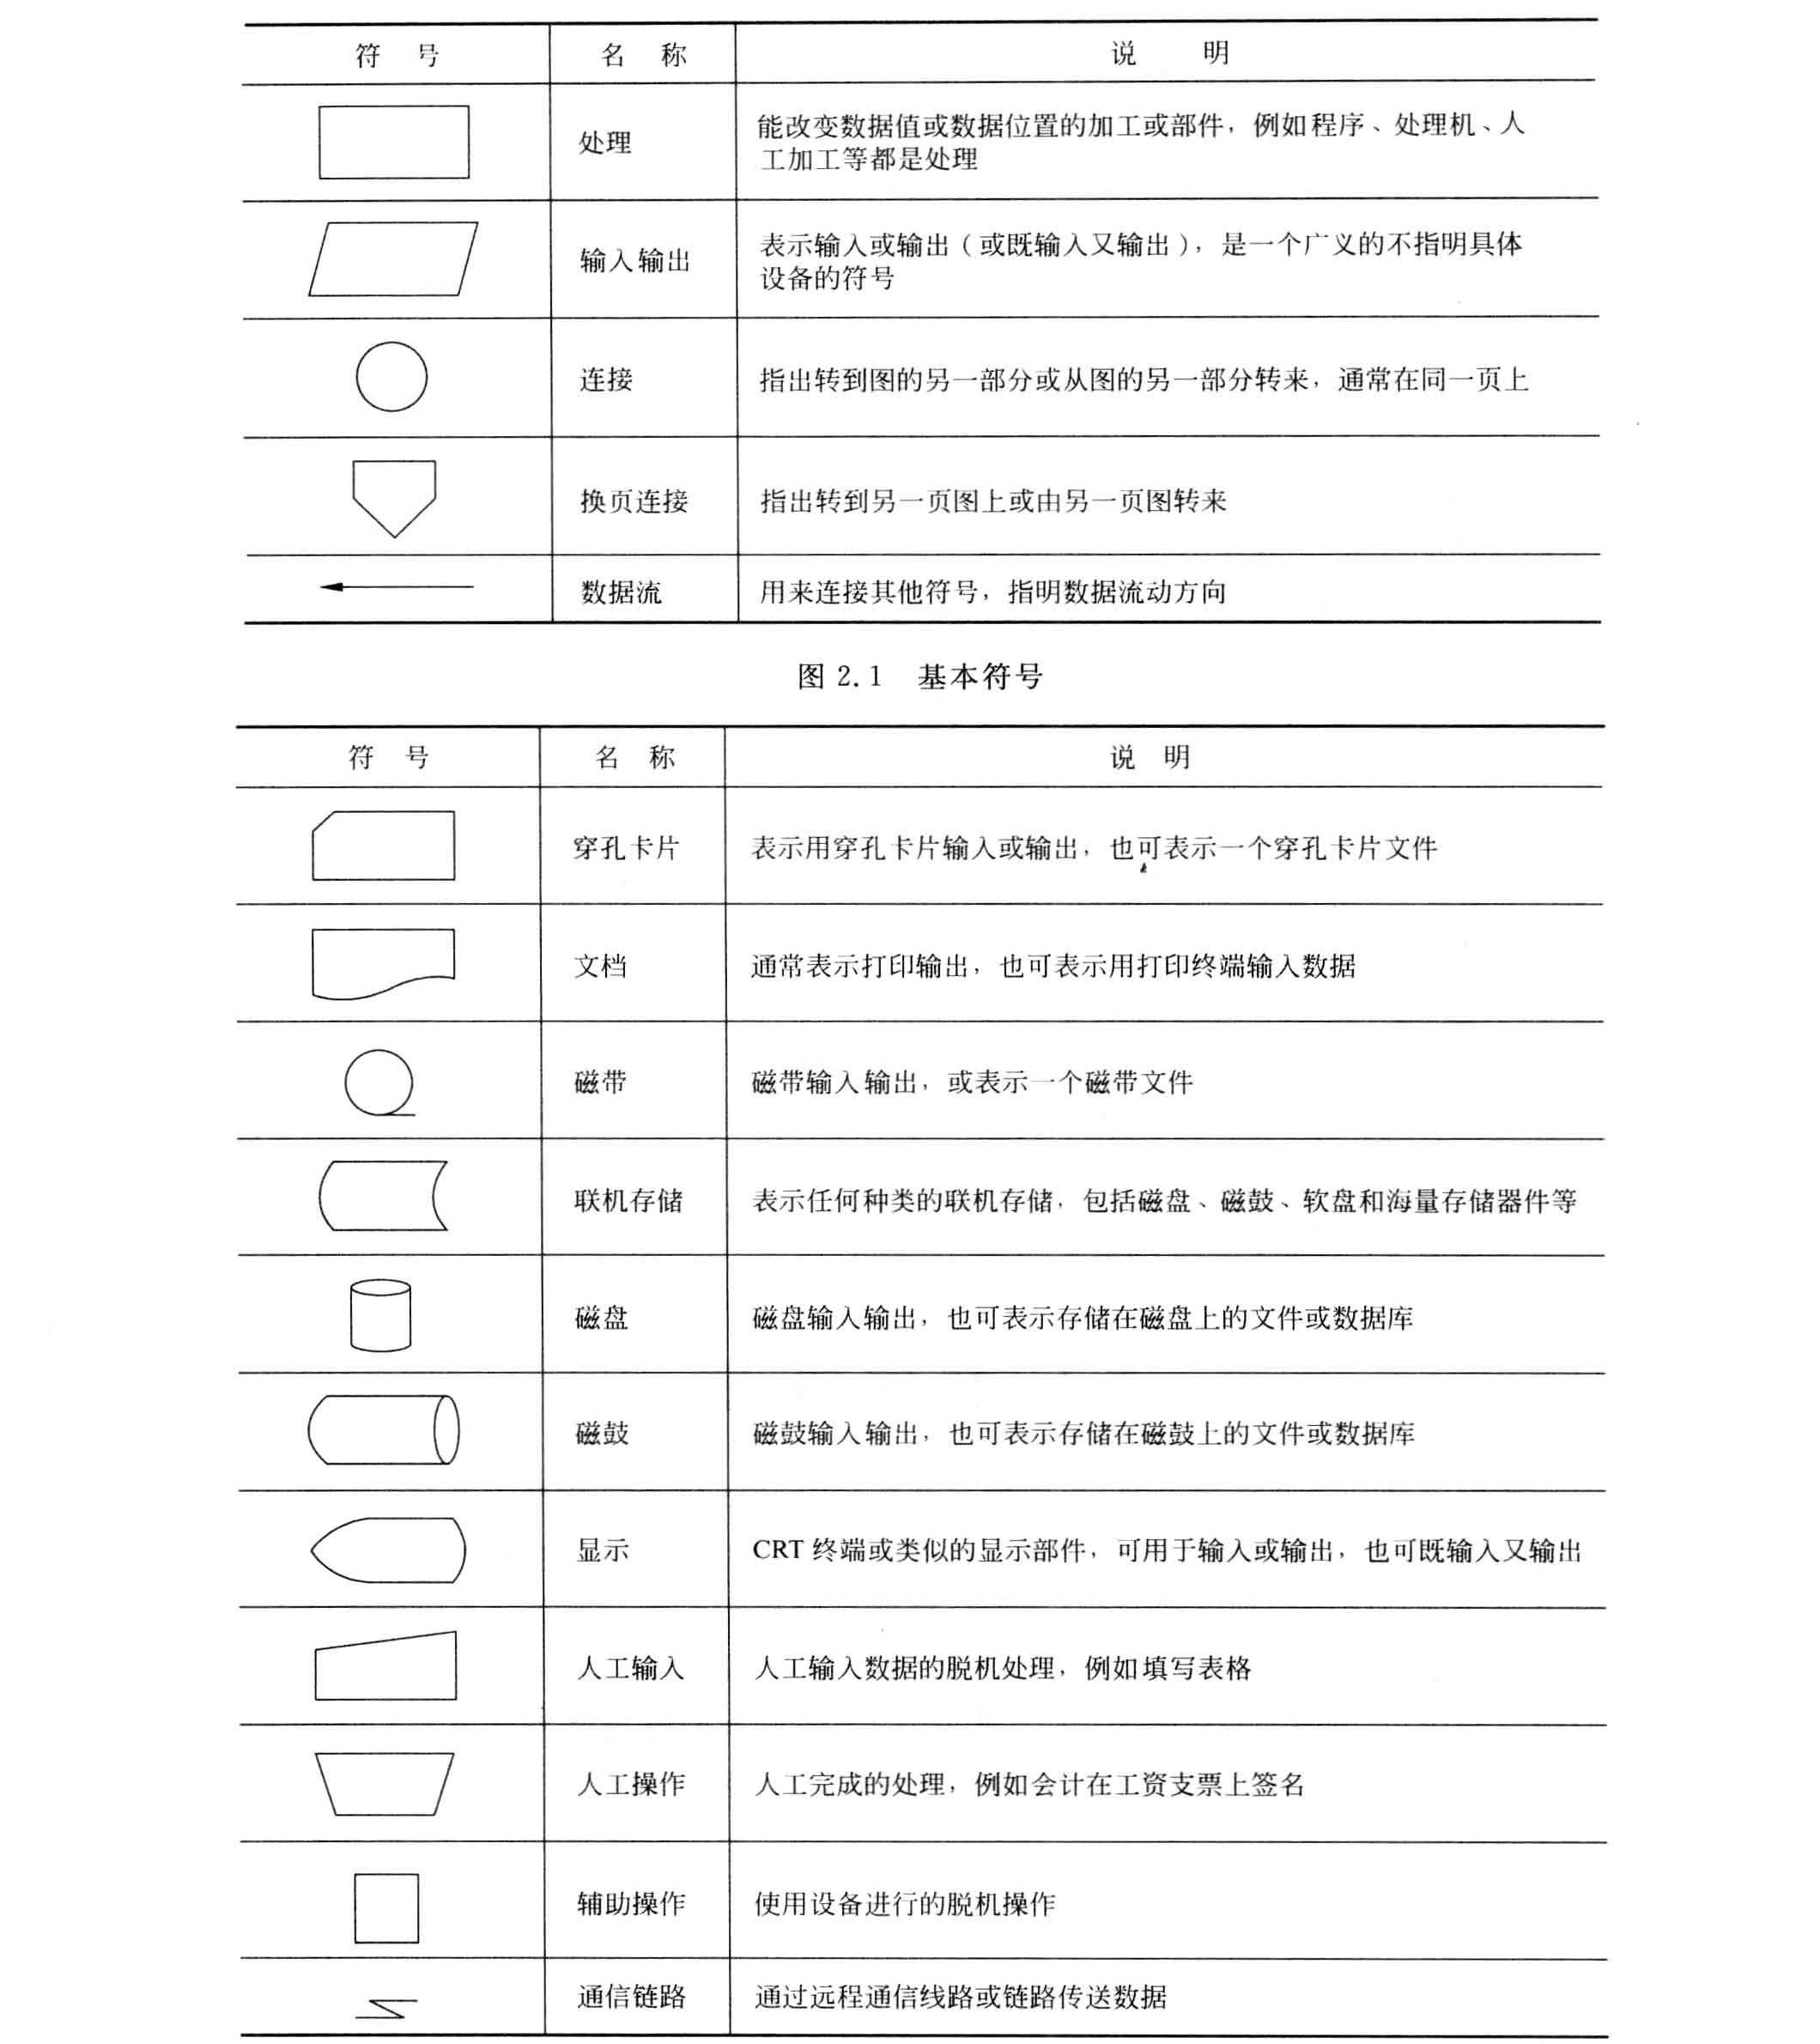 符 号 名 称 说 明
处理 能改变数据值或数据位置的加工或部件，例如程序、处理机、人
工加工等都是处理
输入输出 表示输入或输出（或既输入又输出），是一个广义的不指明具体
设备的符号
连接 指出转到图的另一部分或从图的另一部分转来，通常在同一页上
换页连接 指出转到另一页图上或由另一页图转来
数据流 用来连接其他符号，指明数据流动方向
图 2.1 基本符号
符 号 名 称 说 明
穿孔卡片 表示用穿孔卡片输入或输出，也可表示一个穿孔卡片文件
文档 通常表示打印输出，也可表示用打印终端输入数据
磁带 磁带输入输出，或表示一个磁带文件
联机存储 表示任何种类的联机存储，包括磁盘、磁鼓、软盘和海量存储器件等
磁盘 磁盘输入输出，也可表示存储在磁盘上的文件或数据库
磁鼓 磁鼓输入输出，也可表示存储在磁鼓上的文件或数据库
显示 CRT 终端或类似的显示部件，可用于输入或输出，也可既输入又输出
人工输入 人工输入数据的脱机处理，例如填写表格
人工操作 人工完成的处理，例如会计在工资支票上签名
辅助操作 使用设备进行的脱机操作
通信链路 通过远程通信线路或链路传送数据